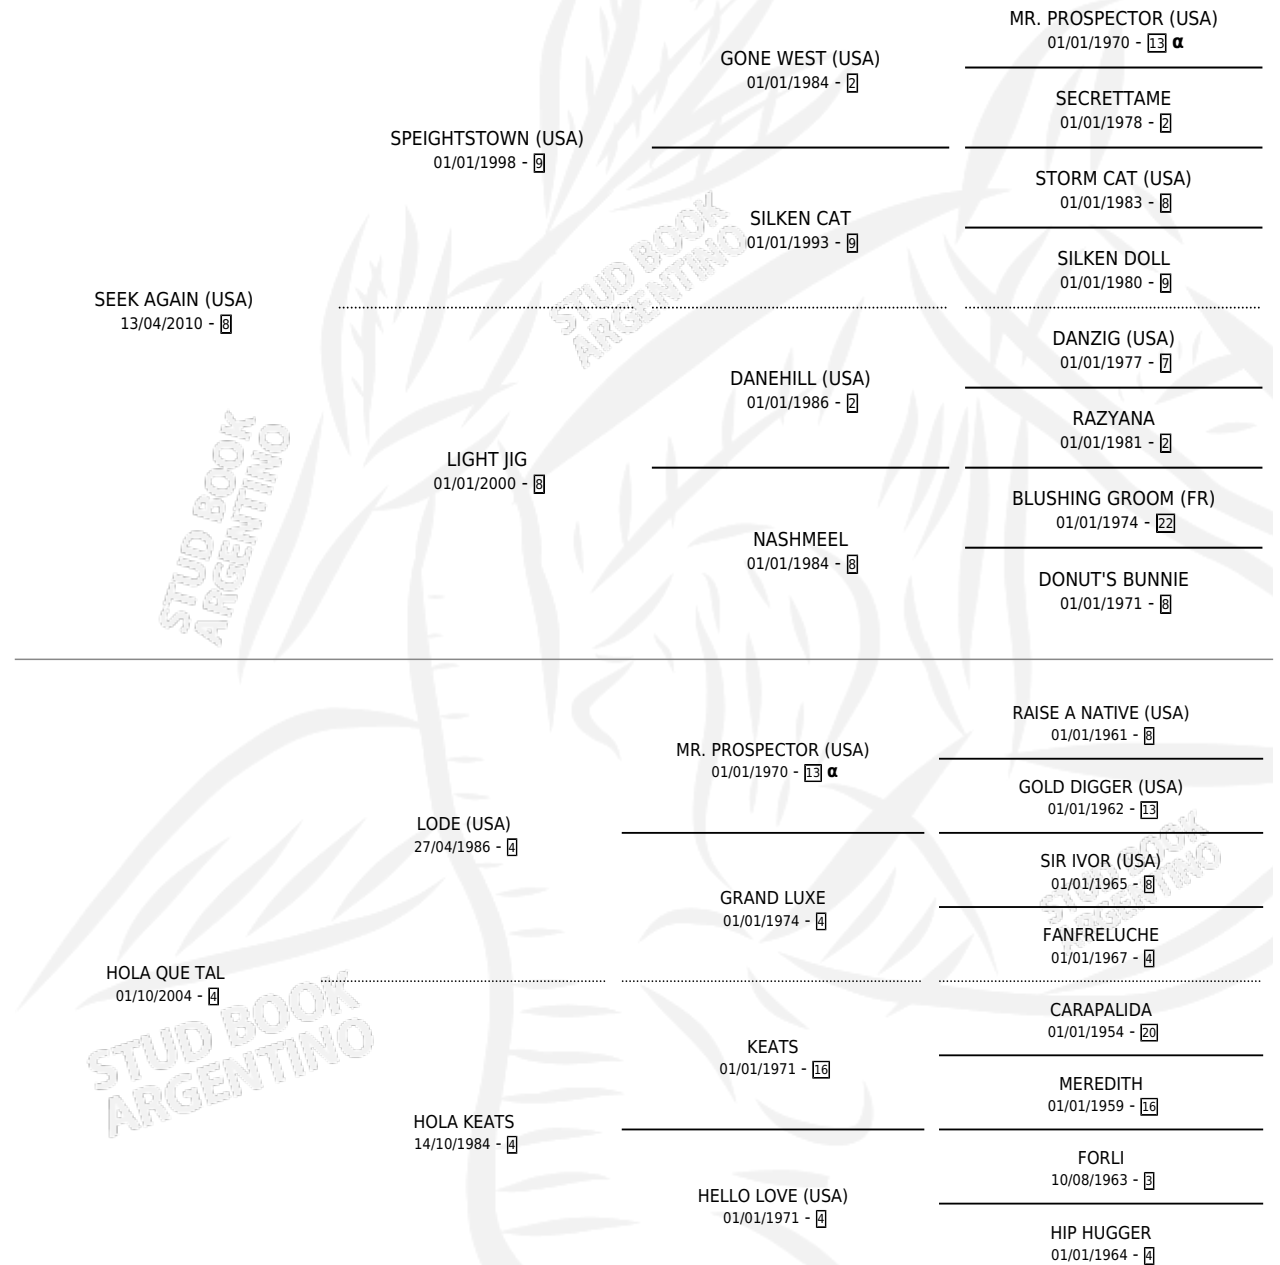 MR. PROSPECTOR (USA)
01/01/1970 - 13 α
GONE WEST (USA)
01/01/1984 - 2
SECRETTAME
01/01/1978 - 2
SPEIGHTSTOWN (USA)
01/01/1998 - 9
STORM CAT (USA)
01/01/1983 - 8
SILKEN CAT
01/01/1993 - 9
SILKEN DOLL
01/01/1980 - 9
SEEK AGAIN (USA)
13/04/2010 - 8
DANZIG (USA)
01/01/1977 - 7
DANEHILL (USA)
01/01/1986 - 2
RAZYANA
01/01/1981 - 2
LIGHT JIG
01/01/2000 - 8
BLUSHING GROOM (FR)
01/01/1974 - 22
NASHMEEL
01/01/1984 - 8
DONUT'S BUNNIE
01/01/1971 - 8
RAISE A NATIVE (USA)
01/01/1961 - 8
MR. PROSPECTOR (USA)
01/01/1970 - 13 α
GOLD DIGGER (USA)
01/01/1962 - 13
LODE (USA)
27/04/1986 - 4
SIR IVOR (USA)
01/01/1965 - 8
GRAND LUXE
01/01/1974 - 4
FANFRELUCHE
01/01/1967 - 4
HOLA QUE TAL
01/10/2004 - 4
CARAPALIDA
01/01/1954 - 20
KEATS
01/01/1971 - 16
MEREDITH
01/01/1959 - 16
HOLA KEATS
14/10/1984 - 4
FORLI
10/08/1963 - 3
HELLO LOVE (USA)
01/01/1971 - 4
HIP HUGGER
01/01/1964 - 4
STUD BOOK
ARGENTINO
STUD BOOK
ARGENTINO
STUD BOOK
ARGENTINO
STUD BOOK
ARGENTINO